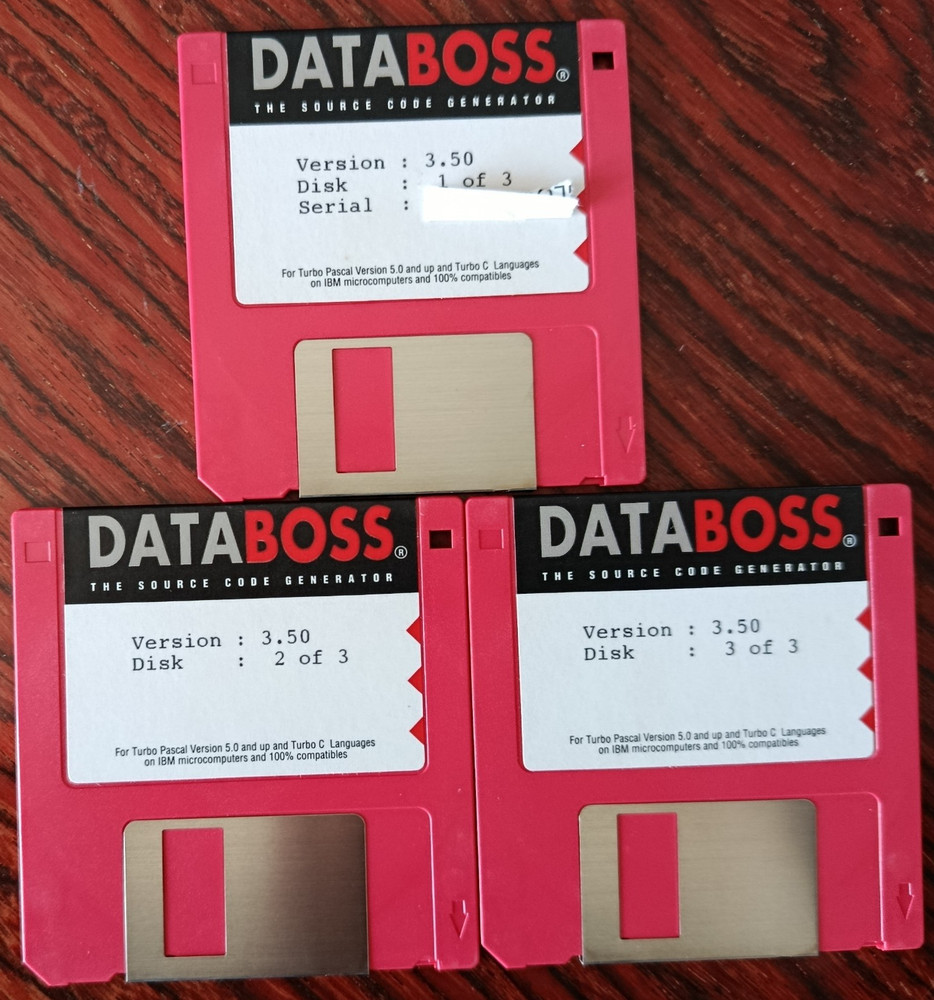 DATABOSS®
THE SOURCE CODE GENERATOR
Version : 3.50
Disk : 1 of 3
Serial :
For Turbo Pascal Version 5.0 and up and Turbo C Languages
on IBM microcomputers and 100% compatibles
DATABOSS®
THE SOURCE CODE GENERATOR
Version : 3.50
Disk : 2 of 3
For Turbo Pascal Version 5.0 and up and Turbo C Languages
on IBM microcomputers and 100% compatibles
DATABOSS®
THE SOURCE CODE GENERATOR
Version : 3.50
Disk : 3 of 3
For Turbo Pascal Version 5.0 and up and Turbo C Languages
on IBM microcomputers and 100% compatibles